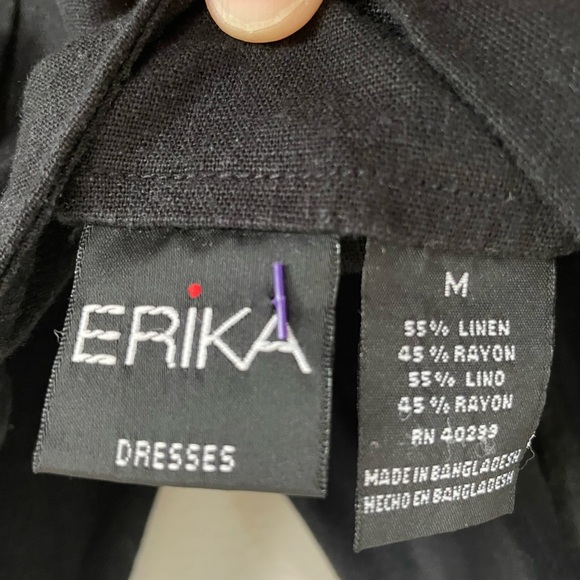 ERiKA
DRESSES
M
55% LINEN
45% RAYON
55% LINO
45% RAYON
RN 40299
MADE IN BANGLADESH
HECHO EN BANGLADESH